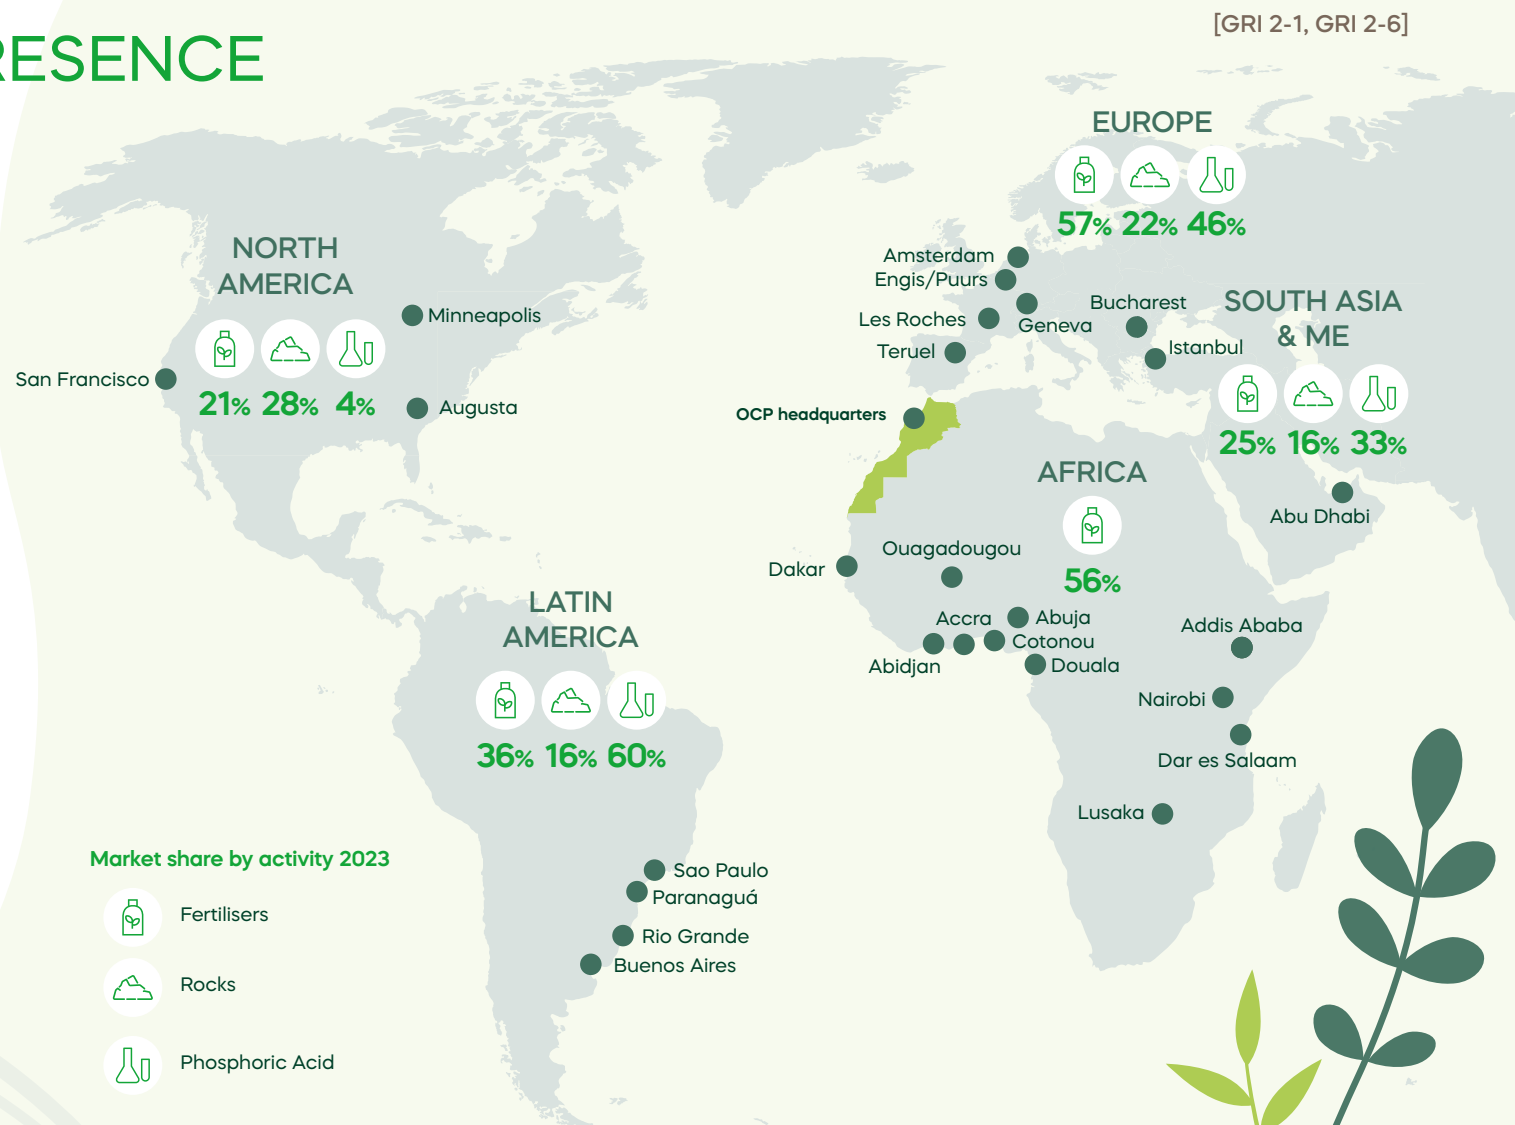 [GRI 2-1, GRI 2-6]
RESENCE
EUROPE
57% 22% 46%
NORTH
AMERICA
21% 28% 4%
San Francisco
Minneapolis
Augusta
Amsterdam
Engis/Puurs
Les Roches
Geneva
Teruel
Bucharest
Istanbul
SOUTH ASIA
& ME
25% 16% 33%
Abu Dhabi
OCP headquarters
AFRICA
56%
Dakar
Ouagadougou
Accra
Abuja
Cotonou
Abidjan
Douala
Addis Ababa
Nairobi
Dar es Salaam
Lusaka
LATIN
AMERICA
36% 16% 60%
Sao Paulo
Paranaguá
Rio Grande
Buenos Aires
Market share by activity 2023
Fertilisers
Rocks
Phosphoric Acid